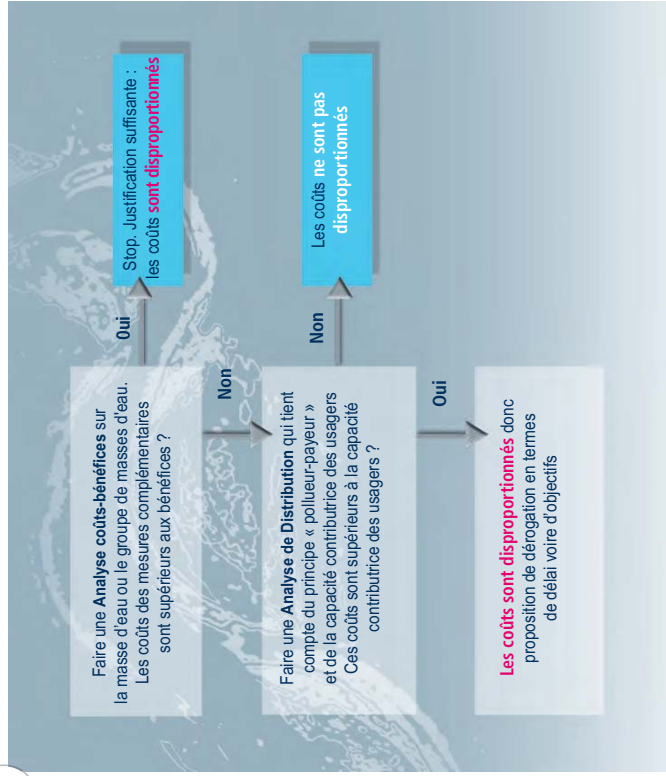 Faire une Analyse coûts-bénéfices sur
la masse d'eau ou le groupe de masses d'eau.
Les coûts des mesures complémentaires
sont supérieurs aux bénéfices ?
Oui
Stop. Justification suffisante :
les coûts sont disproportionnés
Non
Faire une Analyse de Distribution qui tient
compte du principe « pollueur-payeur »
et de la capacité contributrice des usagers
Ces coûts sont supérieurs à la capacité
contributrice des usagers ?
Non
Les coûts ne sont pas
disproportionnés
Oui
Les coûts sont disproportionnés donc
proposition de dérogation en termes
de délai voire d'objectifs